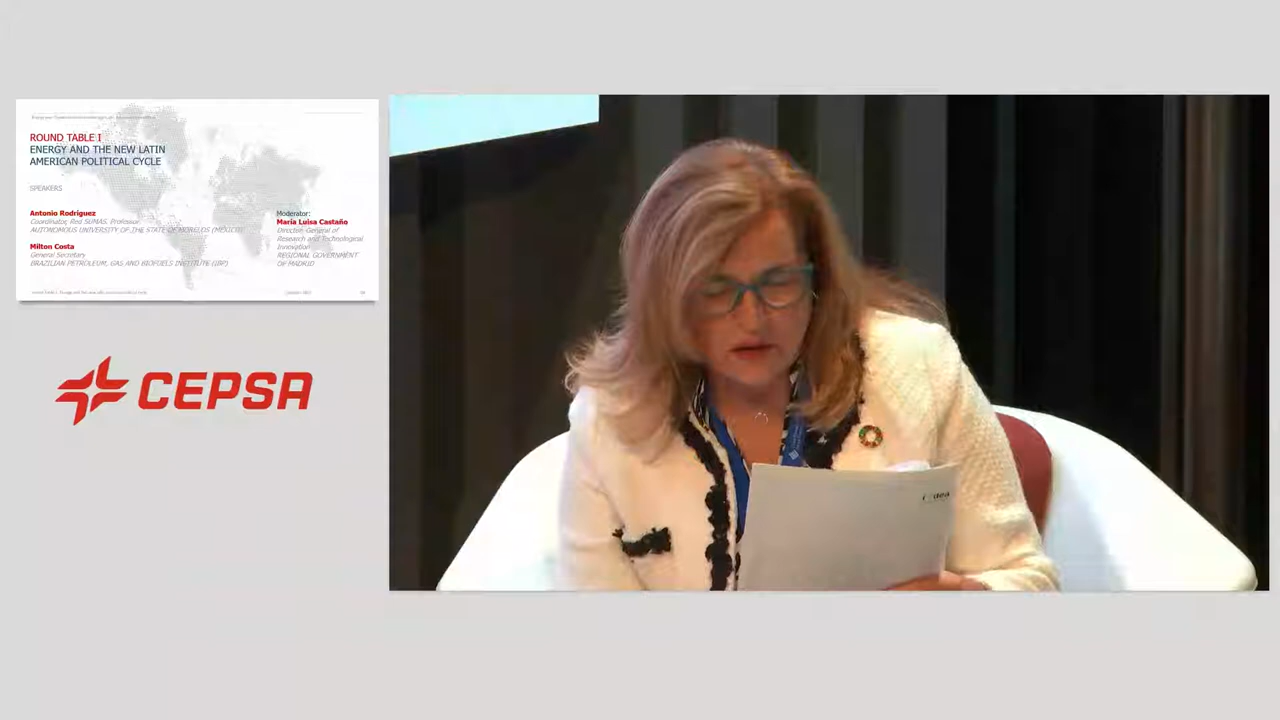 ROUND TABLE I
ENERGY AND THE NEW LATIN
AMERICAN POLITICAL CYCLE
SPEAKERS
Antonio Rodríguez
Coordinator, Red SUMAS. Professor
AUTONOMOUS UNIVERSITY OF THE STATE OF MORELOS (MEXICO)
Milton Costa
General Secretary
BRAZILIAN PETROLEUM, GAS AND BIOFUELS INSTITUTE (IBP)
Moderator:
María Luisa Castaño
Director-General of
Research and Technological
Innovation
REGIONAL GOVERNMENT
OF MADRID
CEPSA